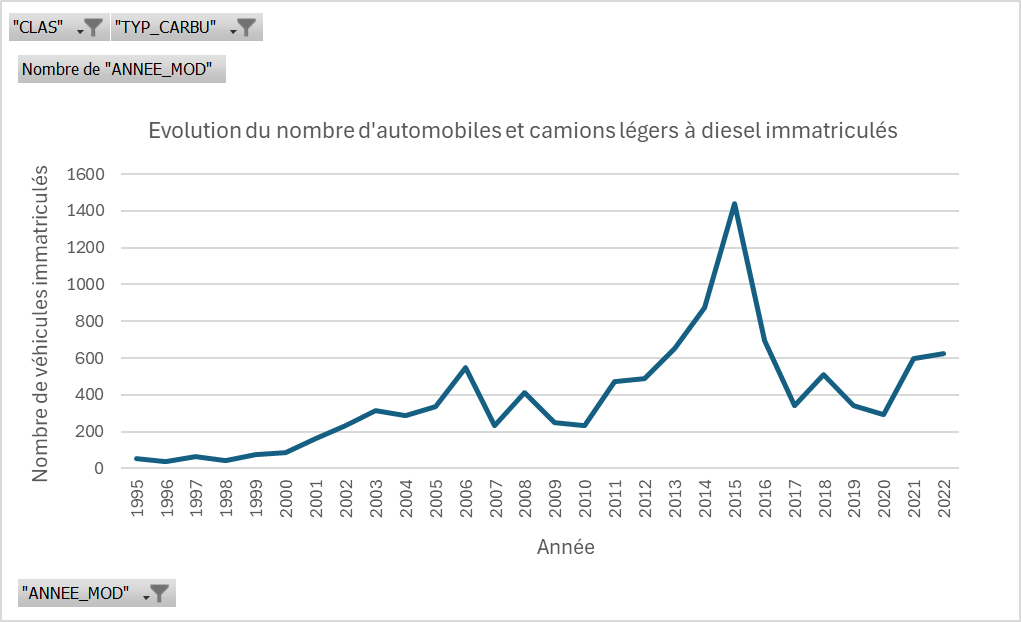 "CLAS" "TYP_CARBU"
Nombre de "ANNEE_MOD"
Evolution du nombre d'automobiles et camions légers à diesel immatriculés
Nombre de véhicules immatriculés
1600
1400
1200
1000
800
600
400
200
0
1995 1996 1997 1998 1999 2000 2001 2002 2003 2004 2005 2006 2007 2008 2009 2010 2011 2012 2013 2014 2015 2016 2017 2018 2019 2020 2021 2022
Année
"ANNEE_MOD"